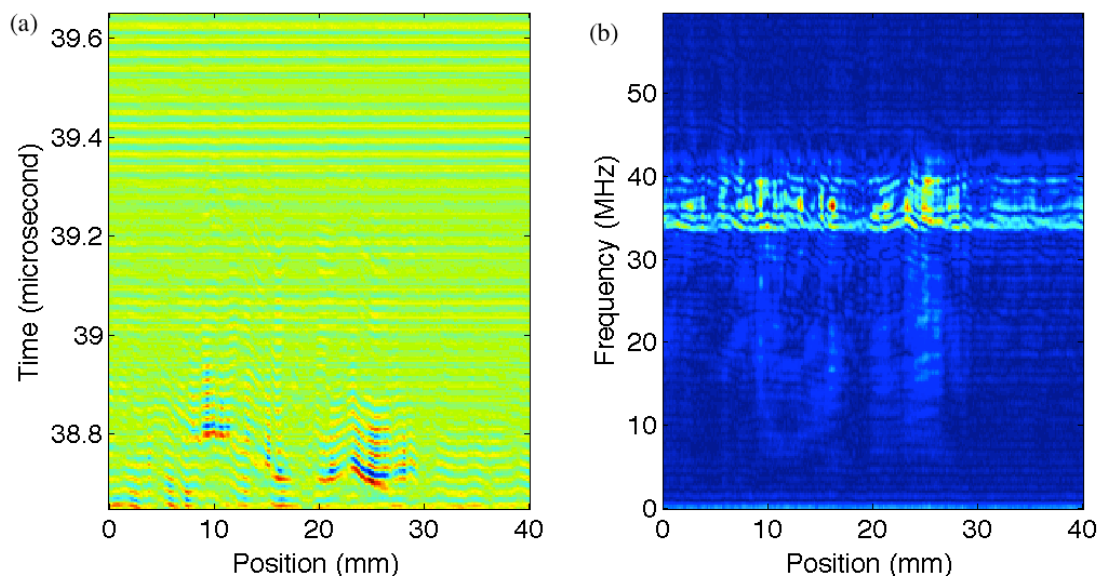 (a)
39.6
39.4
39.2
39
38.8
Time (microsecond)
0 10 20 30 40
Position (mm)
(b)
50
40
30
20
10
0
Frequency (MHz)
0 10 20 30 40
Position (mm)